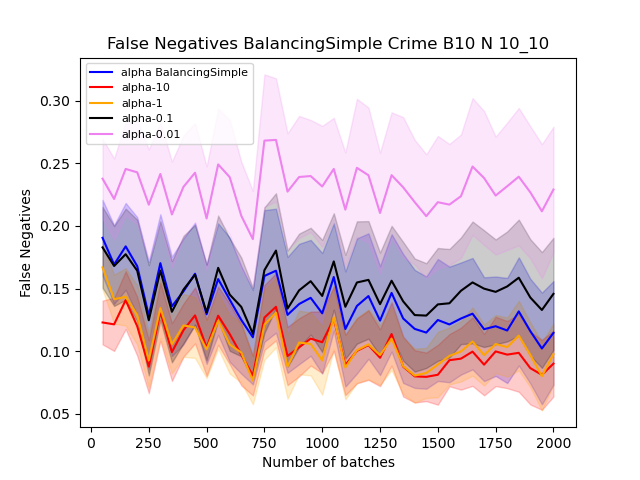 False Negatives BalancingSimple Crime B10 N 10_10
alpha BalancingSimple
alpha-10
alpha-1
alpha-0.1
alpha-0.01
False Negatives
0.30
0.25
0.20
0.15
0.10
0.05
0
250
500
750
1000
1250
1500
1750
2000
Number of batches